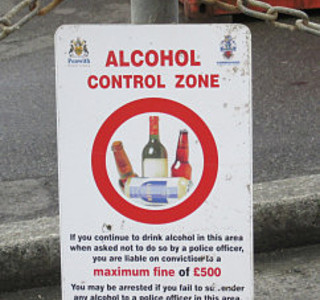 Penwith
ALCOHOL
CONTROL ZONE
If you continue to drink alcohol in this area
when asked not to do so by a police officer,
you are liable on conviction to a
maximum fine of £500
You may be arrested if you fail to surrender
any alcohol to a police officer in this area